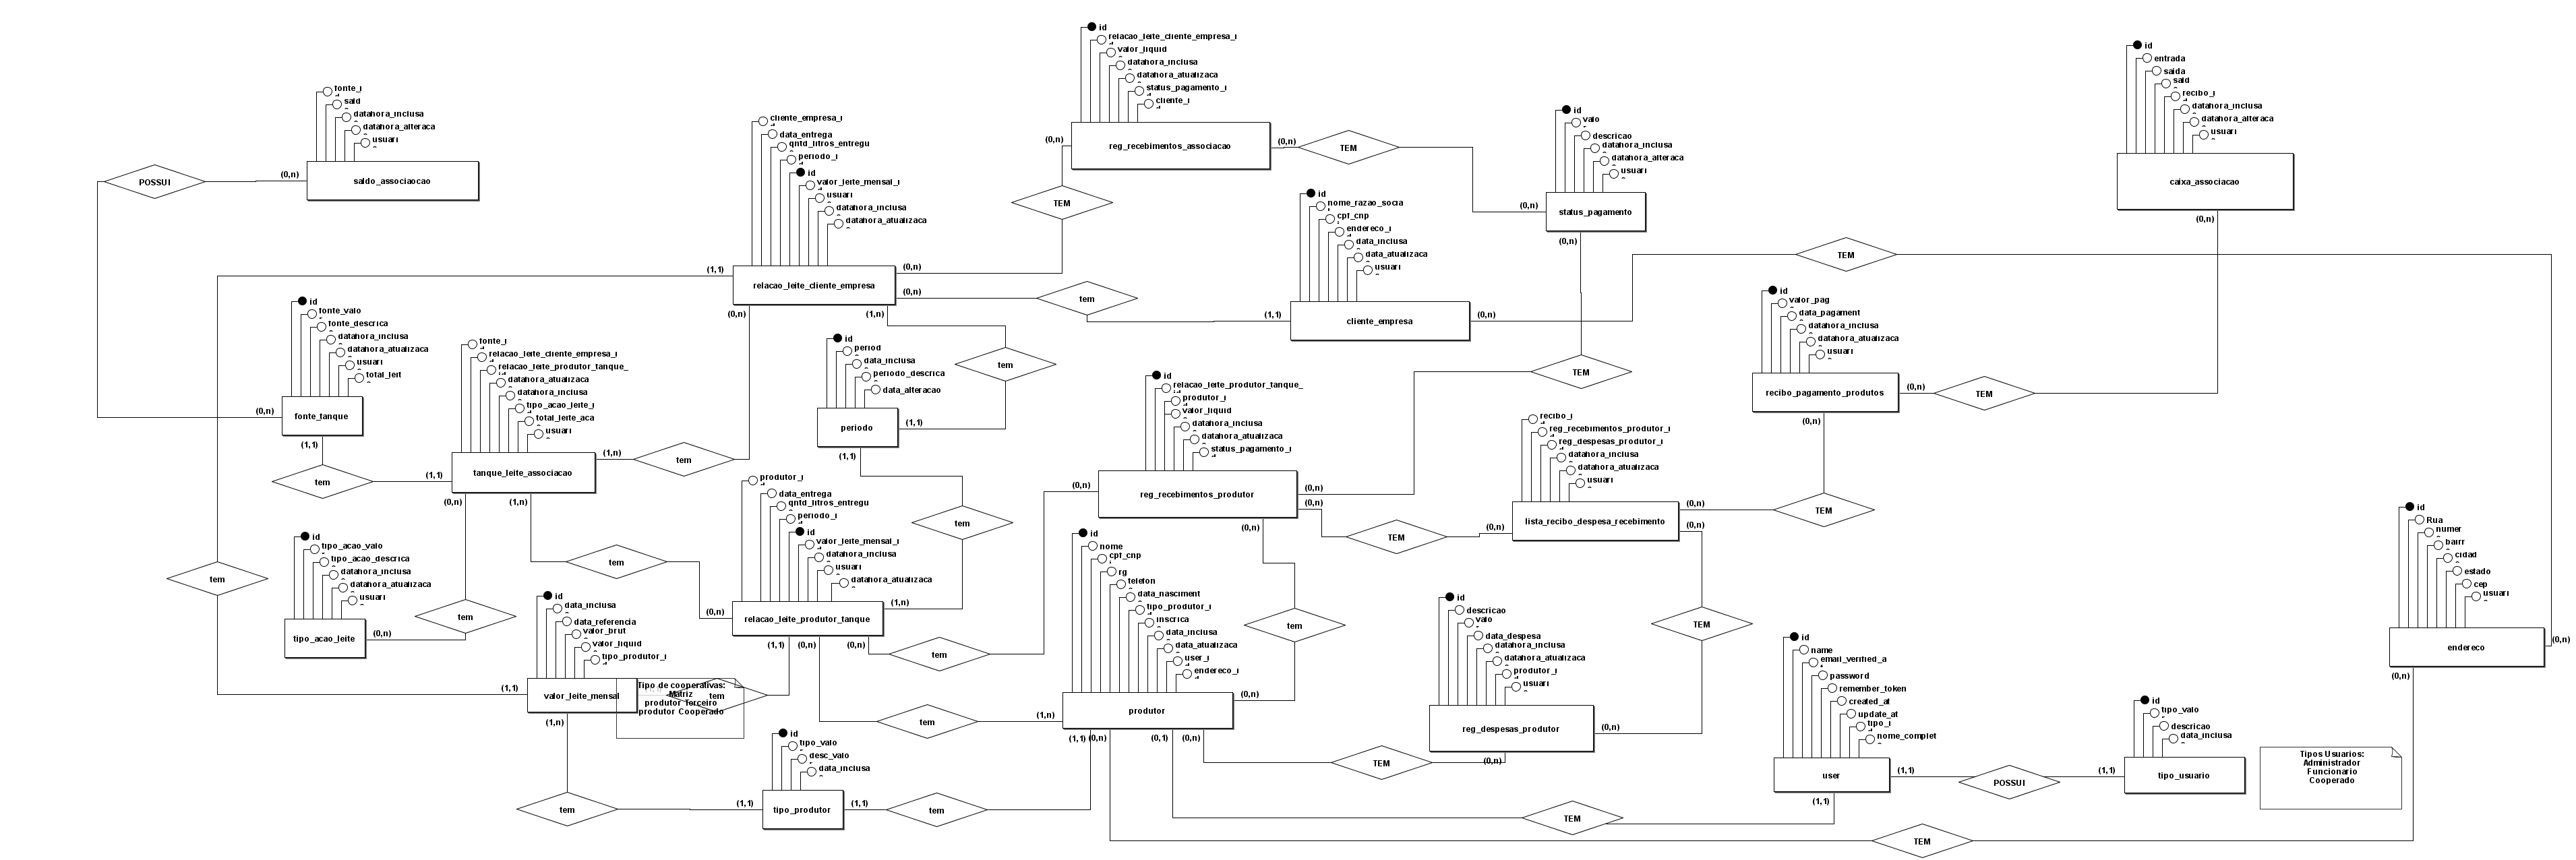 id
relacao_leite_cliente_empresa_i
valor_liquid
datahora_inclusa
datahora_atualizaca
status_pagamento_i
cliente_i
(0,n)
reg_recebimentos_associacao
(0,n)
TEM
TEM
id
entrada
saida
sald
recibo_i
datahora_inclusa
datahora_alteraca
usuari
caixa_associacao
(0,n)
fonte_i
sald
datahora_inclusa
datahora_alteraca
usuari
POSSUI
(0,n)
saldo_associaocao
id
valo
descricao
datahora_inclusa
datahora_alteraca
usuari
(0,n)
status_pagamento
(0,n)
cliente_empresa_i
data_entrega
qntd_litros_entregu
periodo_i
id
valor_leite_mensal_i
usuari
datahora_inclusa
datahora_atualizaca
(1,1)
relacao_leite_cliente_empresa
(0,n)
(0,n)
(0,n)
(1,n)
tem
id
nome_razao_socia
cpf_cnp
endereco_i
data_inclusa
data_atualizaca
usuari
(1,1)
cliente_empresa
(0,n)
TEM
id
fonte_valo
fonte_descrica
datahora_inclusa
datahora_atualizaca
usuari
total_leit
(0,n)
fonte_tanque
(1,1)
tem
fonte_i
relacao_leite_cliente_empresa_i
relacao_leite_produtor_tanque_
datahora_atualizaca
datahora_inclusa
tipo_acao_leite_i
total_leite_aca
usuari
(1,1)
tanque_leite_associacao
(1,n)
(0,n)
(1,n)
tem
id
period
data_inclusa
periodo_descrica
data_alteracao
periodo
(1,1)
(1,1)
tem
tem
TEM
id
valor_pag
data_pagament
datahora_inclusa
datahora_atualizaca
usuari
recibo_pagamento_produtos
(0,n)
(0,n)
TEM
TEM
id
relacao_leite_produtor_tanque_
produtor_i
valor_liquid
datahora_inclusa
datahora_atualizaca
status_pagamento_i
(0,n)
reg_recebimentos_produtor
(0,n)
(0,n)
(0,n)
TEM
recibo_i
reg_recebimentos_produtor_i
reg_despesas_produtor_i
datahora_inclusa
datahora_atualizaca
usuari
(0,n)
lista_recibo_despesa_recebimento
(0,n)
(0,n)
TEM
id
tipo_acao_valo
tipo_acao_descrica
datahora_inclusa
datahora_atualizaca
usuari
tipo_acao_leite
(0,n)
tem
tem
tem
produtor_i
data_entrega
qntd_litros_entregu
periodo_i
id
valor_leite_mensal_i
datahora_inclusa
usuari
datahora_atualizaca
(0,n)
relacao_leite_produtor_tanque
(1,n)
(1,1)
(0,n)
(0,n)
tem
tem
id
nome
cpf_cnp
rg
telefon
data_nasciment
tipo_produtor_i
inscrica
data_inclusa
data_atualizaca
user_i
endereco_i
(1,n)
produtor
(0,n)
(1,1)
(0,n)
(0,1)
(0,n)
tem
tem
id
data_inclusa
data_referencia
valor_brut
valor_liquid
tipo_produtor_i
(1,1)
valor_leite_mensal
(1,n)
tem
Tipo de cooperativas:
Matriz
produtor Terceiro
produtor Cooperado
tem
id
tipo_valo
desc_valo
data_inclusa
(1,1)
tipo_produtor
(1,1)
tem
id
descricao
valo
data_despesa
datahora_inclusa
datahora_atualizaca
produtor_i
usuari
reg_despesas_produtor
(0,n)
(0,n)
TEM
id
name
email_verified_a
password
remember_token
created_at
update_at
tipo_i
nome_complet
user
(1,1)
(1,1)
POSSUI
TEM
TEM
id
tipo_valo
descricao
data_inclusa
(1,1)
tipo_usuario
Tipos Usuarios:
Administrador
Funcionario
Cooperado
id
Rua
numer
bairr
cidad
estado
cep
usuari
endereco
(0,n)
(0,n)